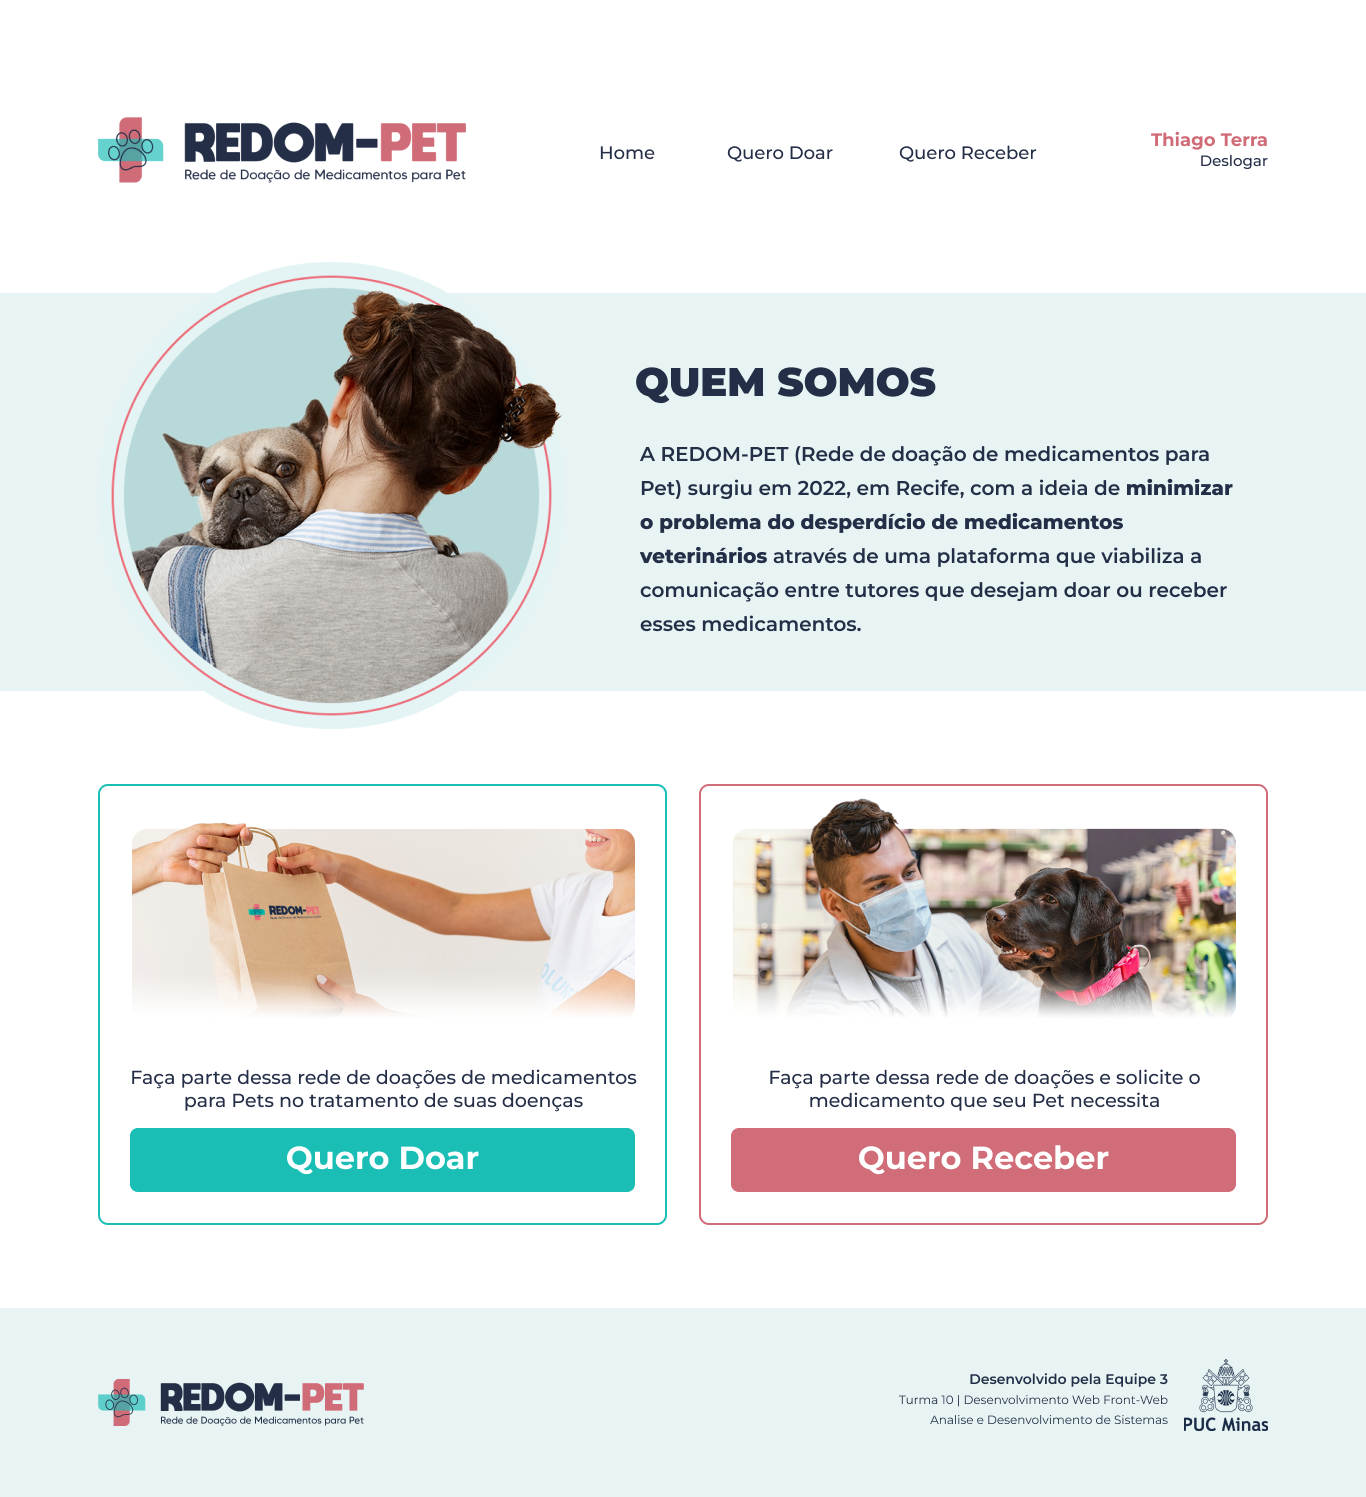 REDOM-PET
Rede de Doação de Medicamentos para Pet
Home
Quero Doar
Quero Receber
Thiago Terra
Deslogar
QUEM SOMOS
A REDOM-PET (Rede de doação de medicamentos para
Pet) surgiu em 2022, em Recife, com a ideia de minimizar
o problema do desperdício de medicamentos
veterinários através de uma plataforma que viabiliza a
comunicação entre tutores que desejam doar ou receber
esses medicamentos.
REDOM-PET
Faça parte dessa rede de doações de medicamentos
para Pets no tratamento de suas doenças
Quero Doar
Faça parte dessa rede de doações e solicite o
medicamento que seu Pet necessita
Quero Receber
REDOM-PET
Rede de Doação de Medicamentos para Pet
Desenvolvido pela Equipe 3
Turma 10 | Desenvolvimento Web Front-Web
Analise e Desenvolvimento de Sistemas
PUC Minas